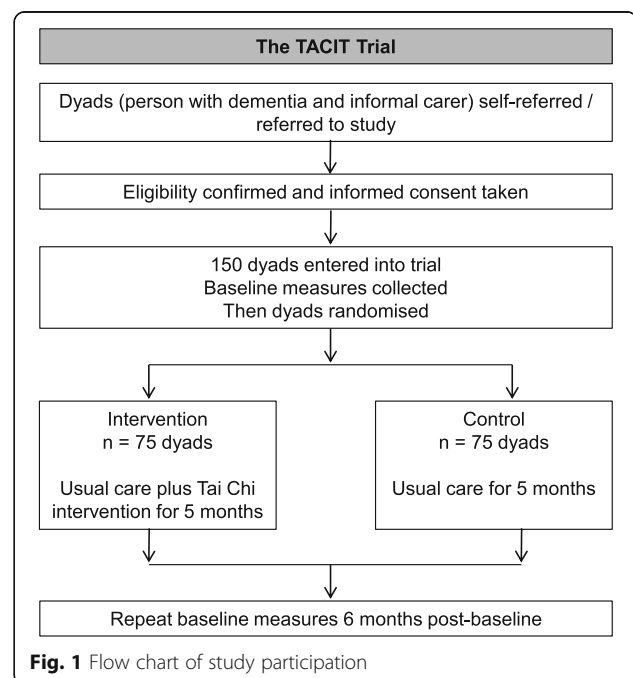 The TACIT Trial
Dyads (person with dementia and informal carer) self-referred /
referred to study
Eligibility confirmed and informed consent taken
150 dyads entered into trial
Baseline measures collected
Then dyads randomised
Intervention
n = 75 dyads
Usual care plus Tai Chi
intervention for 5 months
Control
n = 75 dyads
Usual care for 5 months
Repeat baseline measures 6 months post-baseline
Fig. 1 Flow chart of study participation